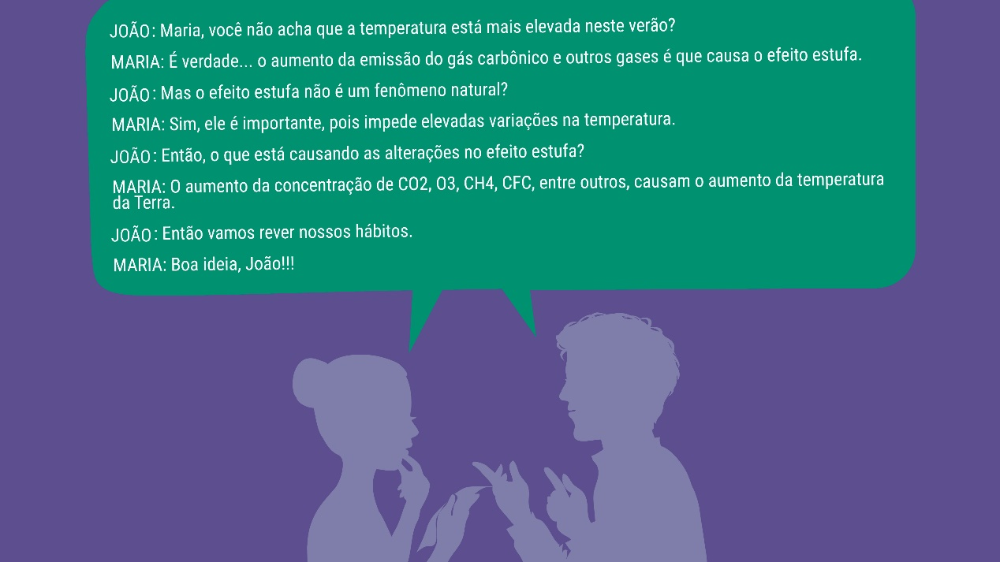 JOÃO: Maria, você não acha que a temperatura está mais elevada neste verão?
MARIA: É verdade... o aumento da emissão do gás carbônico e outros gases é que causa o efeito estufa.
JOÃO: Mas o efeito estufa não é um fenômeno natural?
MARIA: Sim, ele é importante, pois impede elevadas variações na temperatura.
JOÃO: Então, o que está causando as alterações no efeito estufa?
MARIA: O aumento da concentração de CO2, O3, CH4, CFC, entre outros, causam o aumento da temperatura
da Terra.
JOÃO: Então vamos rever nossos hábitos.
MARIA: Boa ideia, João!!!